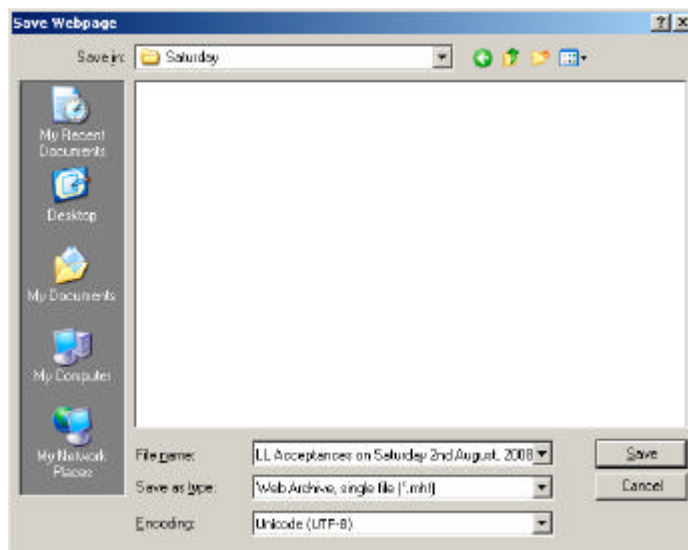 Save Webpage
Save in: Saturday
My Recent
Documents
Desktop
My Documents
My Computer
My Network
Places
File name: LL Acceptances on Saturday 2nd August, 2008
Save
Save as type: Web Archive, single file (*.mht)
Cancel
Encoding: Unicode (UTF-8)